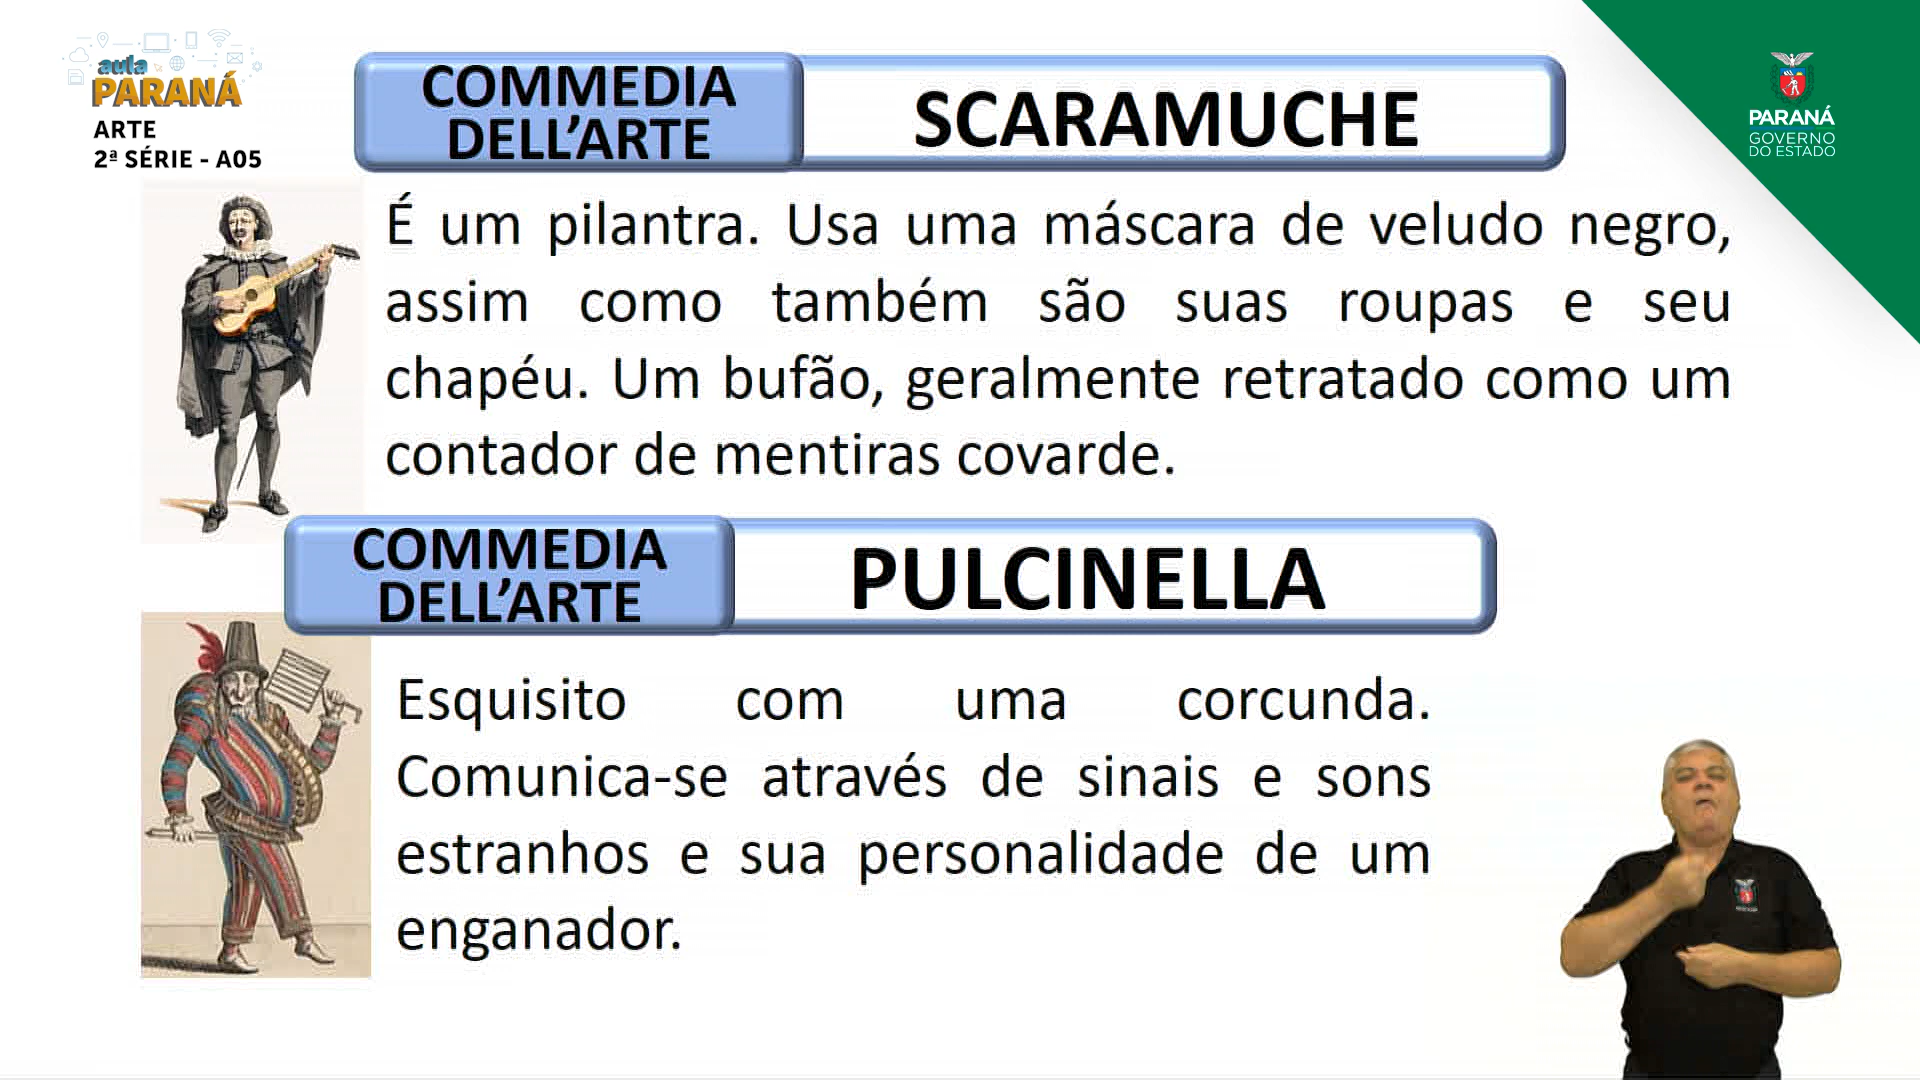 aula
PARANÁ
ARTE
2ª SÉRIE - A05
COMMEDIA
DELL’ARTE
SCARAMUCHE
PARANÁ
GOVERNO
DO ESTADO
É um pilantra. Usa uma máscara de veludo negro,
assim como também são suas roupas e seu
chapéu. Um bufão, geralmente retratado como um
contador de mentiras covarde.
COMMEDIA
DELL’ARTE
PULCINELLA
Esquisito com uma corcunda.
Comunica-se através de sinais e sons
estranhos e sua personalidade de um
enganador.